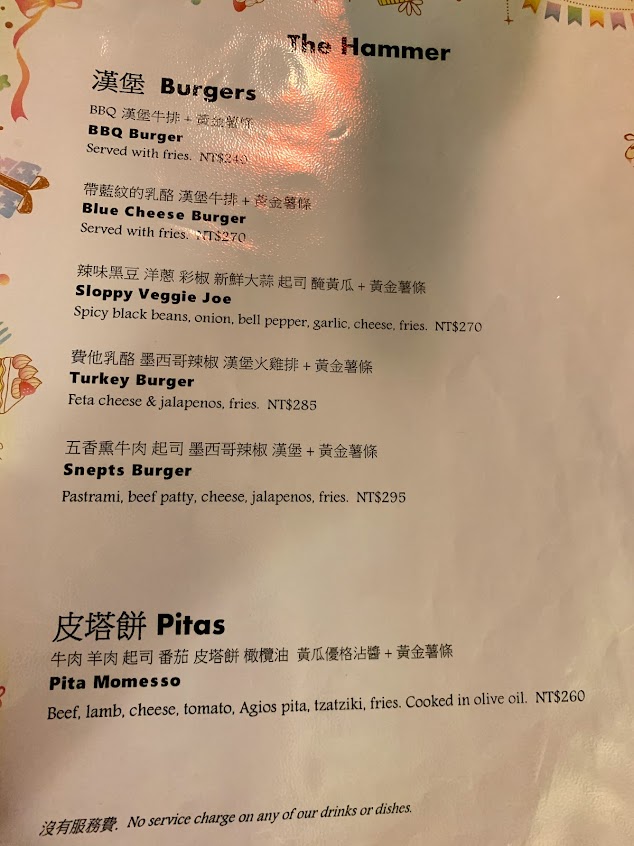 The Hammer
漢堡 Burgers
BBQ 漢堡牛排 + 黃金薯條
BBQ Burger
Served with fries. NT$240
帶藍紋的乳酪 漢堡牛排 + 黃金薯條
Blue Cheese Burger
Served with fries. NT$270
辣味黑豆 洋蔥 彩椒 新鮮大蒜 起司 醃黃瓜 + 黃金薯條
Sloppy Veggie Joe
Spicy black beans, onion, bell pepper, garlic, cheese, fries. NT$270
費他乳酪 墨西哥辣椒 漢堡火雞排 + 黃金薯條
Turkey Burger
Feta cheese & jalapenos, fries. NT$285
五香熏牛肉 起司 墨西哥辣椒 漢堡 + 黃金薯條
Snepts Burger
Pastrami, beef patty, cheese, jalapenos, fries. NT$295
皮塔餅 Pitas
牛肉 羊肉 起司 番茄 皮塔餅 橄欖油 黃瓜優格沾醬 + 黃金薯條
Pita Momesso
Beef, lamb, cheese, tomato, Agios pita, tzatziki, fries. Cooked in olive oil. NT$260
沒有服務費. No service charge on any of our drinks or dishes.